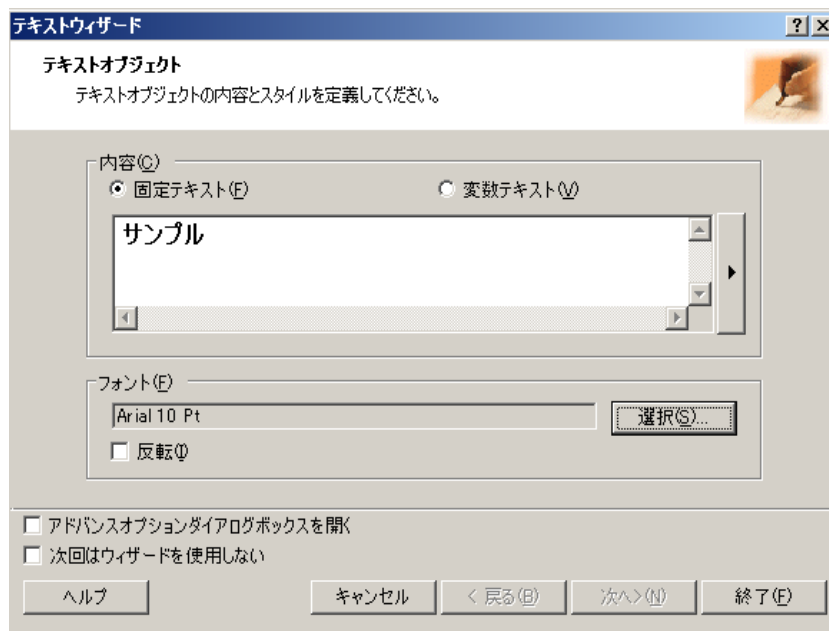 テキストウィザード
テキストオブジェクト
テキストオブジェクトの内容とスタイルを定義してください。
内容(C)
固定テキスト(F) 変数テキスト(V)
サンプル
フォント(F)
Arial 10 Pt 選択(S)...
反転(I)
アドバンスオプションダイアログボックスを開く
次回はウィザードを使用しない
ヘルプ キャンセル < 戻る(B) 次へ>(N) 終了(F)